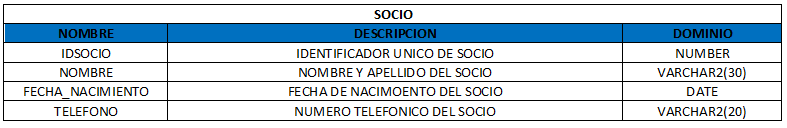 SOCIO
NOMBRE DESCRIPCION DOMINIO
IDSOCIO IDENTIFICADOR UNICO DE SOCIO NUMBER
NOMBRE NOMBRE Y APELLIDO DEL SOCIO VARCHAR2(30)
FECHA_NACIMIENTO FECHA DE NACIMOENTO DEL SOCIO DATE
TELEFONO NUMERO TELEFONICO DEL SOCIO VARCHAR2(20)